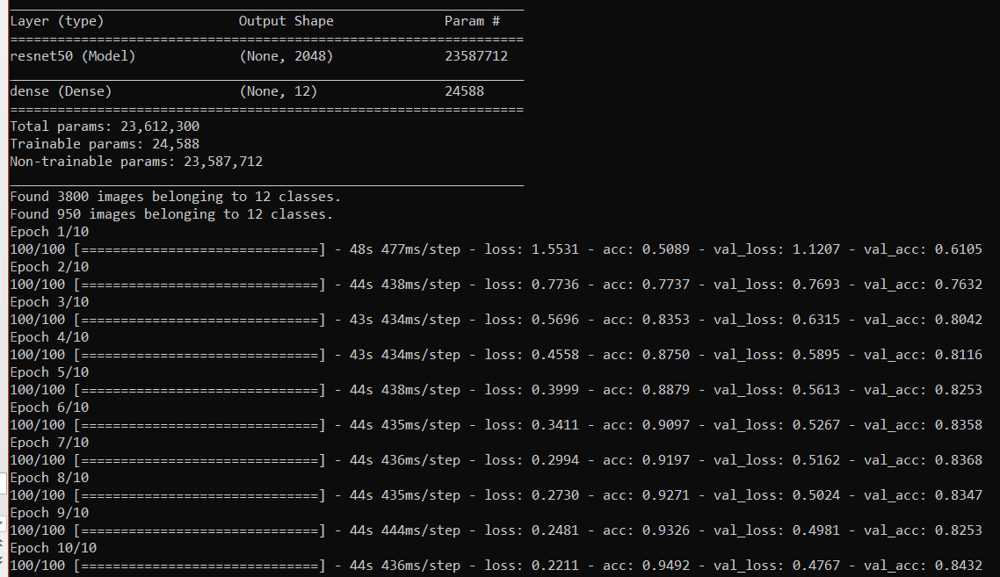 _________________________________________________________________
Layer (type)                 Output Shape              Param #
=================================================================
resnet50 (Model)             (None, 2048)              23587712
_________________________________________________________________
dense (Dense)                (None, 12)                24588
=================================================================
Total params: 23,612,300
Trainable params: 24,588
Non-trainable params: 23,587,712
_________________________________________________________________
Found 3800 images belonging to 12 classes.
Found 950 images belonging to 12 classes.
Epoch 1/10
100/100 [==============================] - 48s 477ms/step - loss: 1.5531 - acc: 0.5089 - val_loss: 1.1207 - val_acc: 0.6105
Epoch 2/10
100/100 [==============================] - 44s 438ms/step - loss: 0.7736 - acc: 0.7737 - val_loss: 0.7693 - val_acc: 0.7632
Epoch 3/10
100/100 [==============================] - 43s 434ms/step - loss: 0.5696 - acc: 0.8353 - val_loss: 0.6315 - val_acc: 0.8042
Epoch 4/10
100/100 [==============================] - 43s 434ms/step - loss: 0.4558 - acc: 0.8750 - val_loss: 0.5895 - val_acc: 0.8116
Epoch 5/10
100/100 [==============================] - 44s 438ms/step - loss: 0.3999 - acc: 0.8879 - val_loss: 0.5613 - val_acc: 0.8253
Epoch 6/10
100/100 [==============================] - 44s 435ms/step - loss: 0.3411 - acc: 0.9097 - val_loss: 0.5267 - val_acc: 0.8358
Epoch 7/10
100/100 [==============================] - 44s 436ms/step - loss: 0.2994 - acc: 0.9197 - val_loss: 0.5162 - val_acc: 0.8368
Epoch 8/10
100/100 [==============================] - 44s 435ms/step - loss: 0.2730 - acc: 0.9271 - val_loss: 0.5024 - val_acc: 0.8347
Epoch 9/10
100/100 [==============================] - 44s 444ms/step - loss: 0.2481 - acc: 0.9326 - val_loss: 0.4981 - val_acc: 0.8253
Epoch 10/10
100/100 [==============================] - 44s 436ms/step - loss: 0.2211 - acc: 0.9492 - val_loss: 0.4767 - val_acc: 0.8432